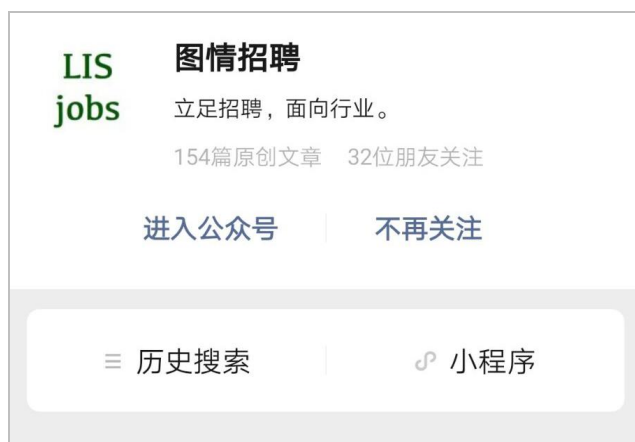 LIS
jobs
图情招聘
立足招聘，面向行业。
154篇原创文章 32位朋友关注
进入公众号 不再关注
历史搜索 小程序